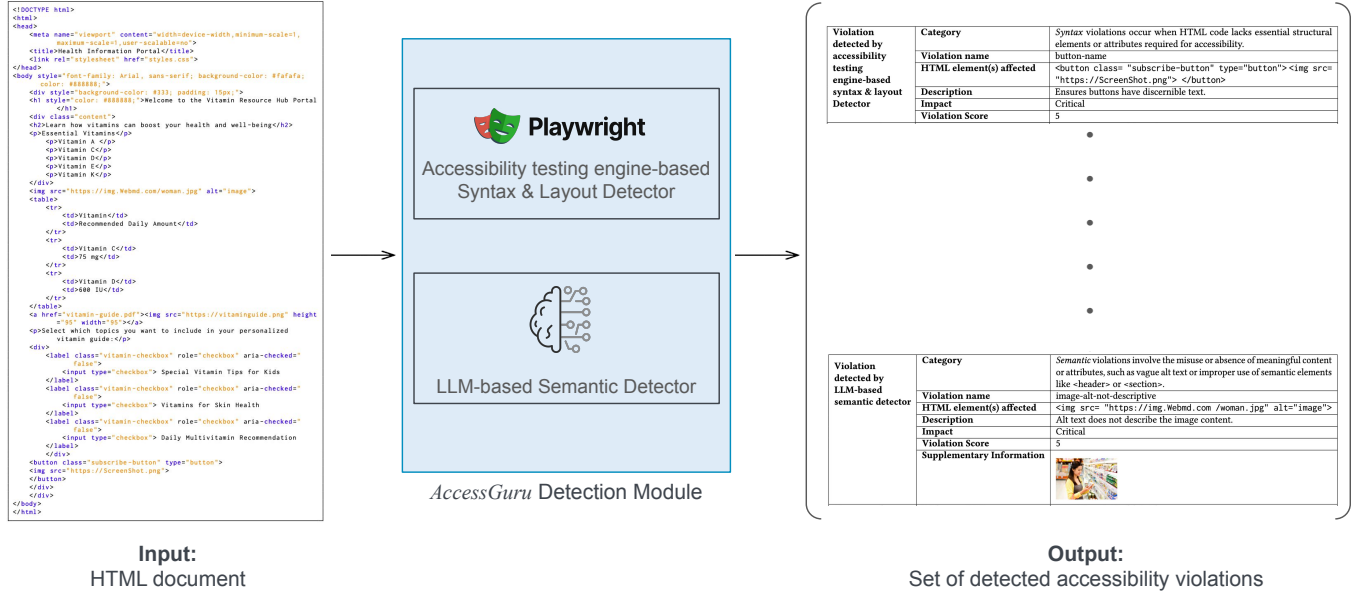 <!DOCTYPE html>
<html>
<head>
<meta name="viewport" content="width=device-width,minimum-scale=1,
maximum-scale=1,user-scalable=no">
<title>Health Information Portal</title>
<link rel="stylesheet" href="styles.css">
</head>
<body style="font-family: Arial, sans-serif; background-color: #fafafa;
color: #888888;">
<div style="background-color: #333; padding: 15px;">
<h1 style="color: #888888;">Welcome to the Vitamin Resource Hub Portal
</h1>
<div class="content">
<h2>Learn how vitamins can boost your health and well-being</h2>
<p>Essential Vitamins</p>
<p>Vitamin A </p>
<p>Vitamin C</p>
<p>Vitamin D</p>
<p>Vitamin E</p>
<p>Vitamin K</p>
</div>
<img src="https://img.Webmd.com/woman.jpg" alt="image">
<table>
<tr>
<td>Vitamin</td>
<td>Recommended Daily Amount</td>
</tr>
<tr>
<td>Vitamin C</td>
<td>75 mg</td>
</tr>
<tr>
<td>Vitamin D</td>
<td>600 IU</td>
</tr>
</table>
<a href="vitamin-guide.pdf"><img src="https://vitaminguide.png" height
="95" width="95"></a>
<p>Select which topics you want to include in your personalized
vitamin guide:</p>
<div>
<label class="vitamin-checkbox" role="checkbox" aria-checked="
false">
<input type="checkbox"> Special Vitamin Tips for Kids
</label>
<label class="vitamin-checkbox" role="checkbox" aria-checked="
false">
<input type="checkbox"> Vitamins for Skin Health
</label>
<label class="vitamin-checkbox" role="checkbox" aria-checked="
false">
<input type="checkbox"> Daily Multivitamin Recommendation
</label>
</div>
<button class="subscribe-button" type="button">
<img src="https://ScreenShot.png">
</button>
</div>
</div>
</body>
</html>
Input:
HTML document
Playwright
Accessibility testing engine-based
Syntax & Layout Detector
LLM-based Semantic Detector
AccessGuru Detection Module
Violation
detected by
accessibility
testing
engine-based
syntax & layout
Detector
Category
Syntax violations occur when HTML code lacks essential structural
elements or attributes required for accessibility.
Violation name
button-name
HTML element(s) affected
<button class= "subscribe-button" type="button"> <img src=
"https://ScreenShot.png"> </button>
Description
Ensures buttons have discernible text.
Impact
Critical
Violation Score
5
Violation
detected by
LLM-based
semantic detector
Category
Semantic violations involve the misuse or absence of meaningful content
or attributes, such as vague alt text or improper use of semantic elements
like <header> or <section>.
Violation name
image-alt-not-descriptive
HTML element(s) affected
<img src= "https://img.Webmd.com /woman.jpg" alt="image">
Description
Alt text does not describe the image content.
Impact
Critical
Violation Score
5
Supplementary Information
Output:
Set of detected accessibility violations